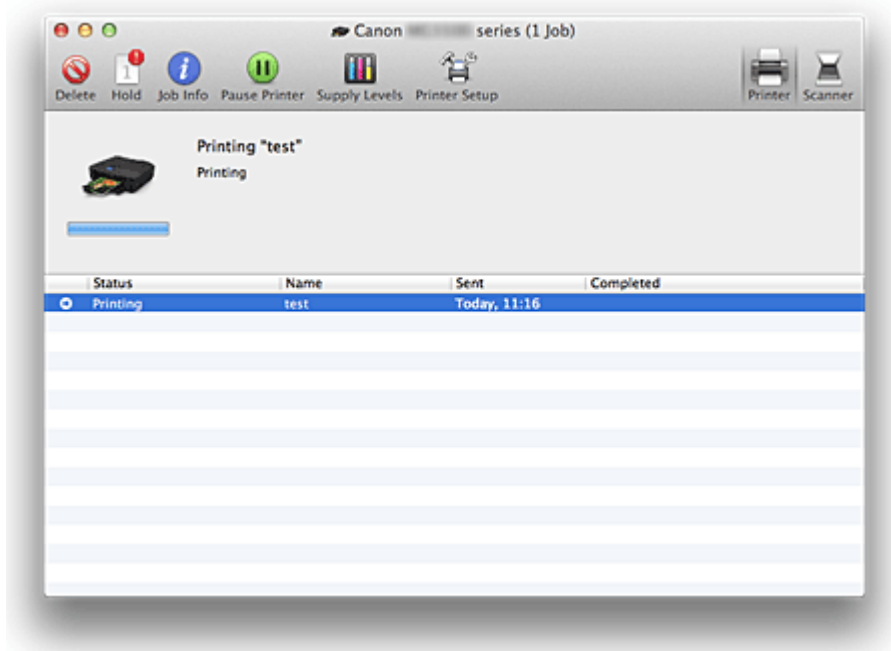 Canon series (1 Job)
Delete Hold Job Info Pause Printer Supply Levels Printer Setup Printer Scanner
Printing "test"
Printing
Status Name Sent Completed
Printing test Today, 11:16